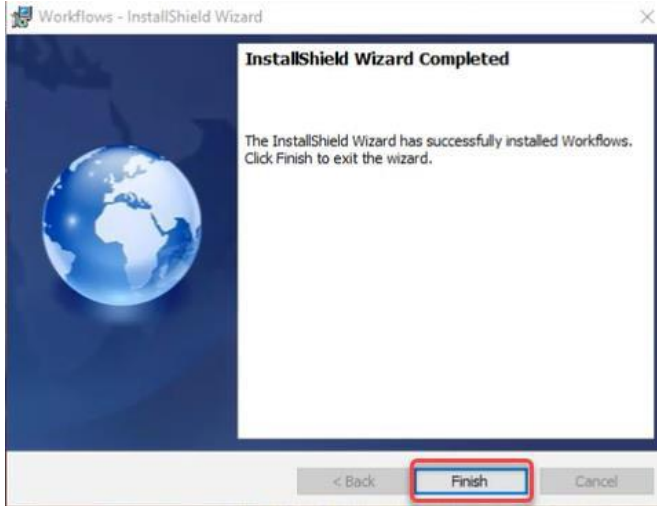 Workflows - InstallShield Wizard
InstallShield Wizard Completed
The InstallShield Wizard has successfully installed Workflows.
Click Finish to exit the wizard.
< Back
Finish
Cancel